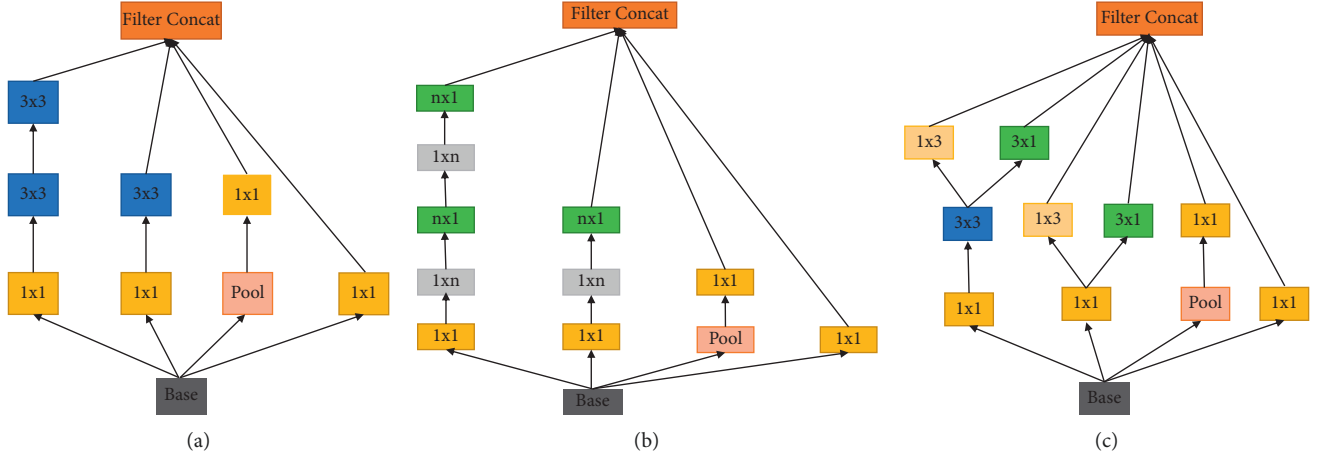 Filter Concat
3x3
3x3
3x3
1x1
1x1
1x1
Pool
1x1
Base
(a)
Filter Concat
nx1
1xn
nx1
nx1
1xn
1xn
1x1
1x1
1x1
Pool
1x1
Base
(b)
Filter Concat
1x3
3x1
3x3
1x3
3x1
1x1
1x1
1x1
Pool
1x1
Base
(c)